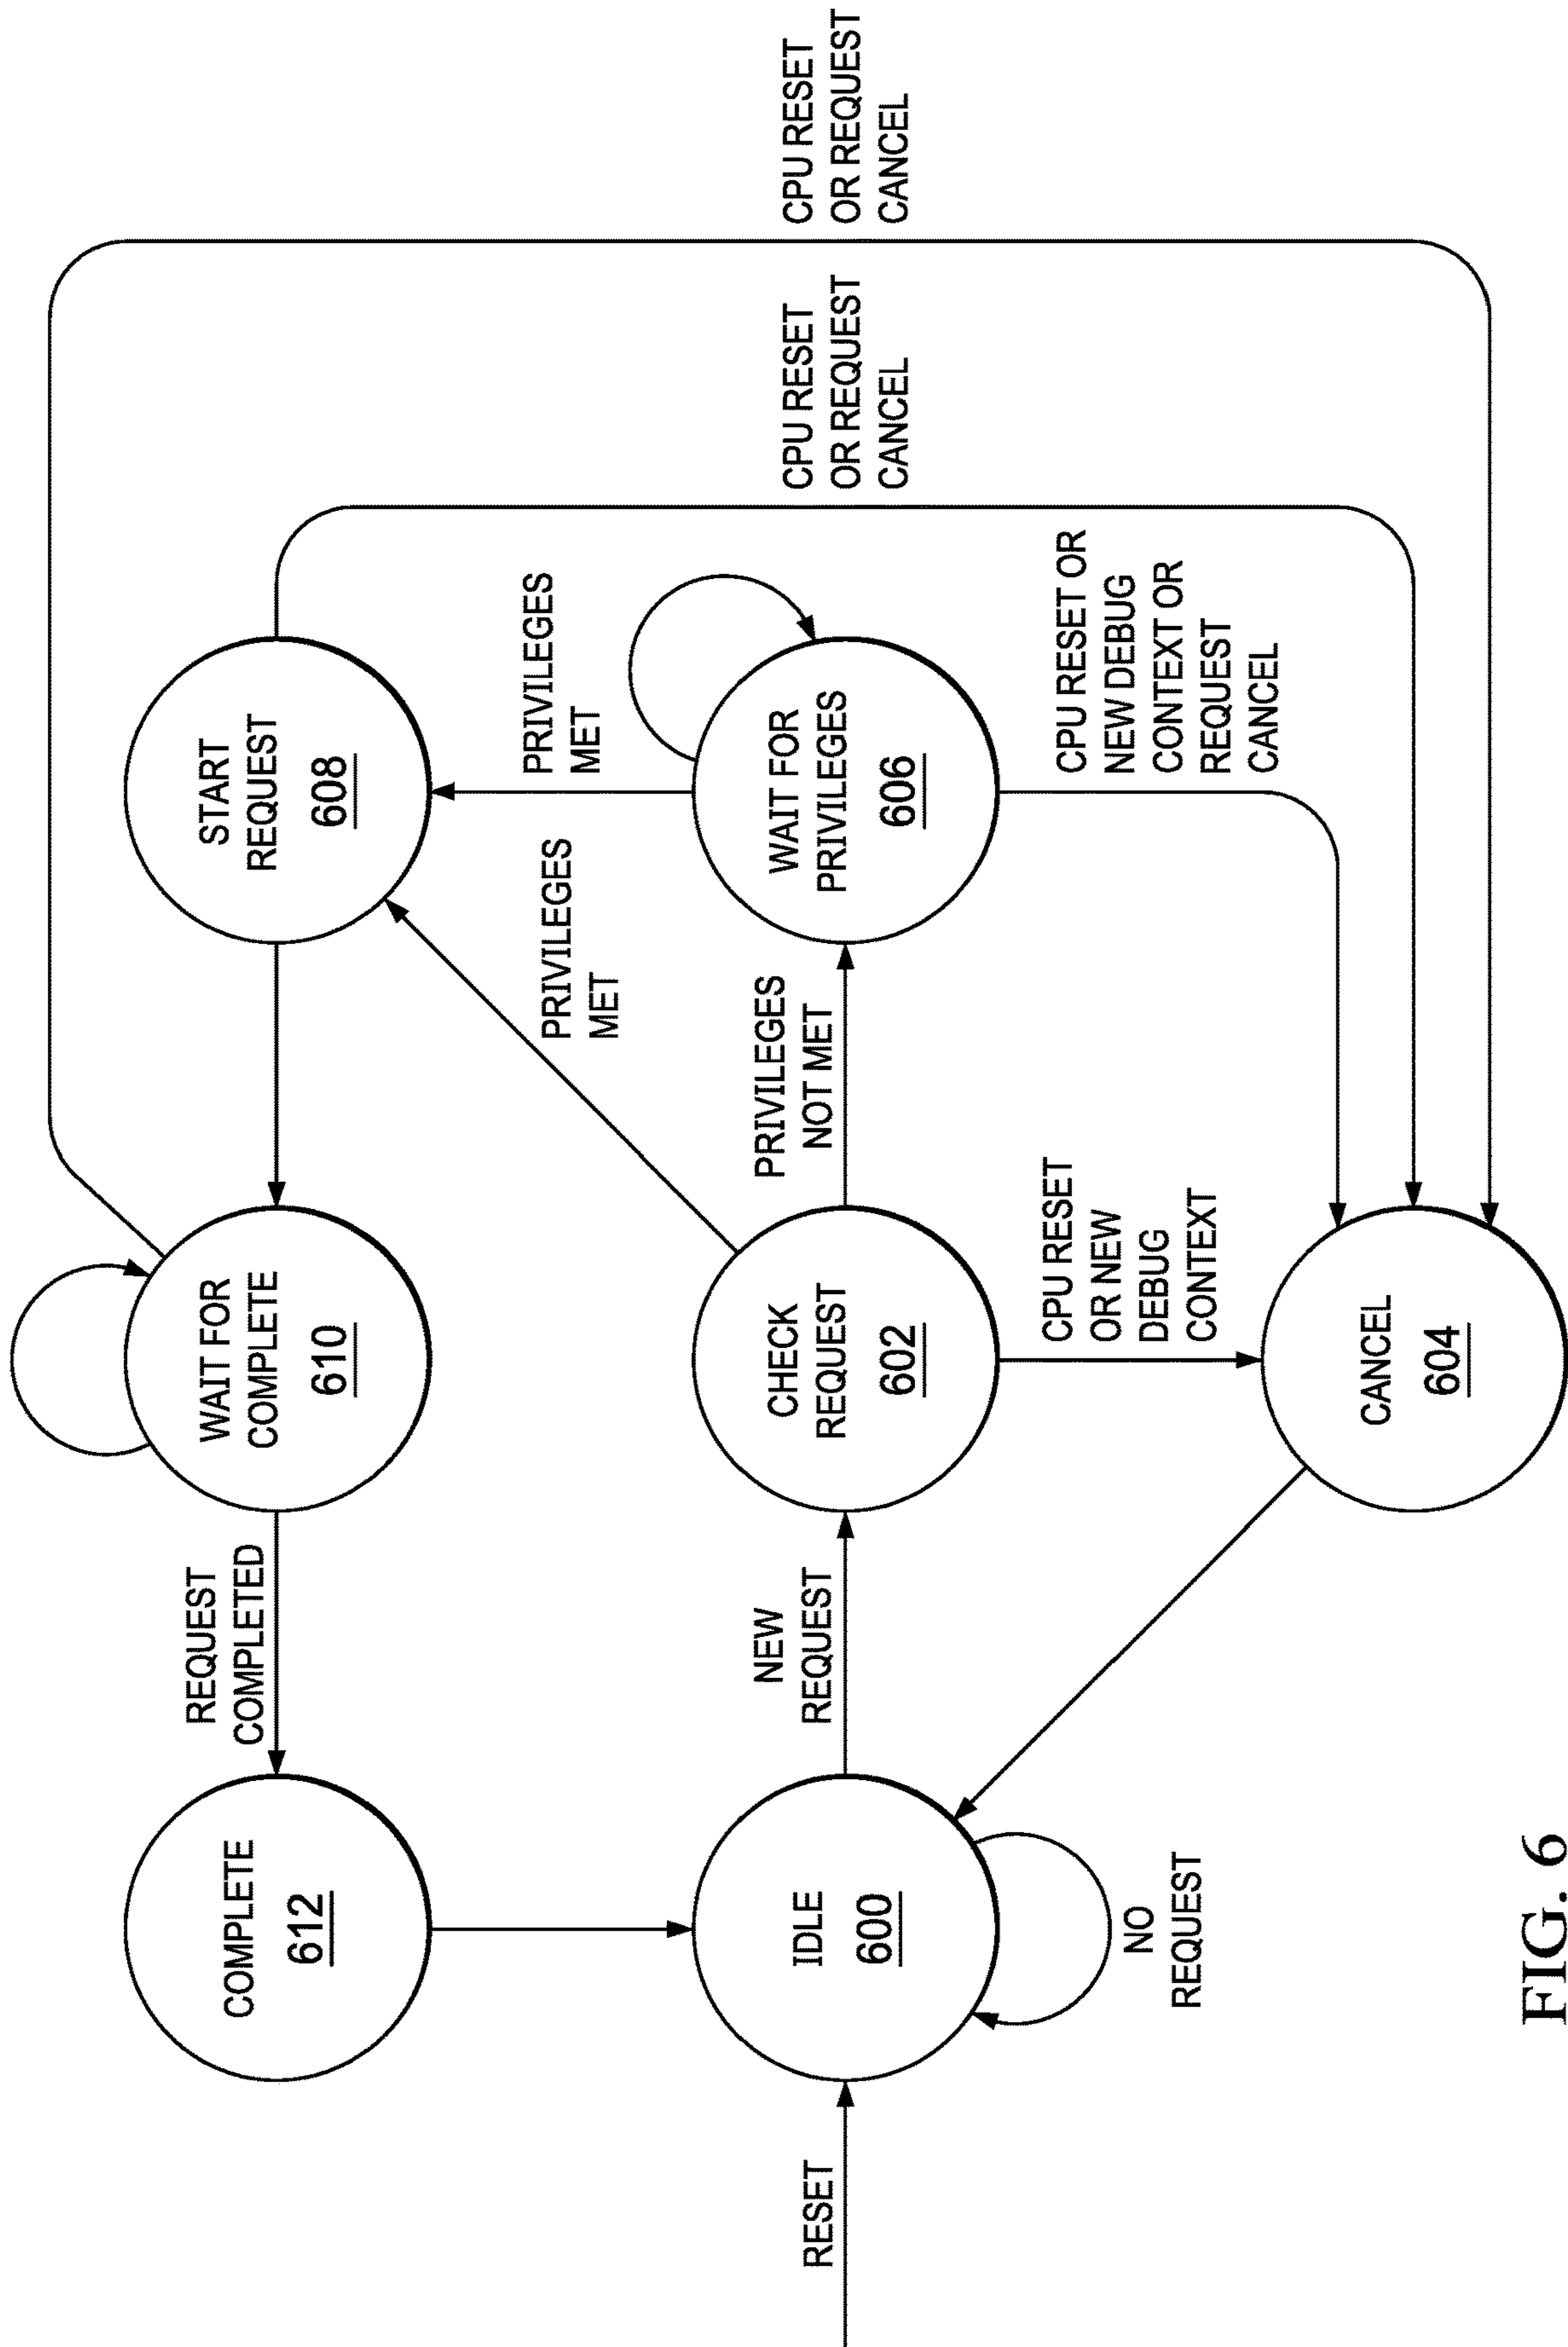 COMPLETE
612
REQUEST
COMPLETED
WAIT FOR
COMPLETE
610
START
REQUEST
608
RESET
IDLE
600
NO
REQUEST
NEW
REQUEST
CHECK
REQUEST
602
PRIVILEGES
MET
PRIVILEGES
NOT MET
PRIVILEGES
MET
WAIT FOR
PRIVILEGES
606
CPU RESET
OR NEW
DEBUG
CONTEXT
CPU RESET OR
NEW DEBUG
CONTEXT OR
REQUEST
CANCEL
CPU RESET
OR REQUEST
CANCEL
CPU RESET
OR REQUEST
CANCEL
CANCEL
604
FIG. 6